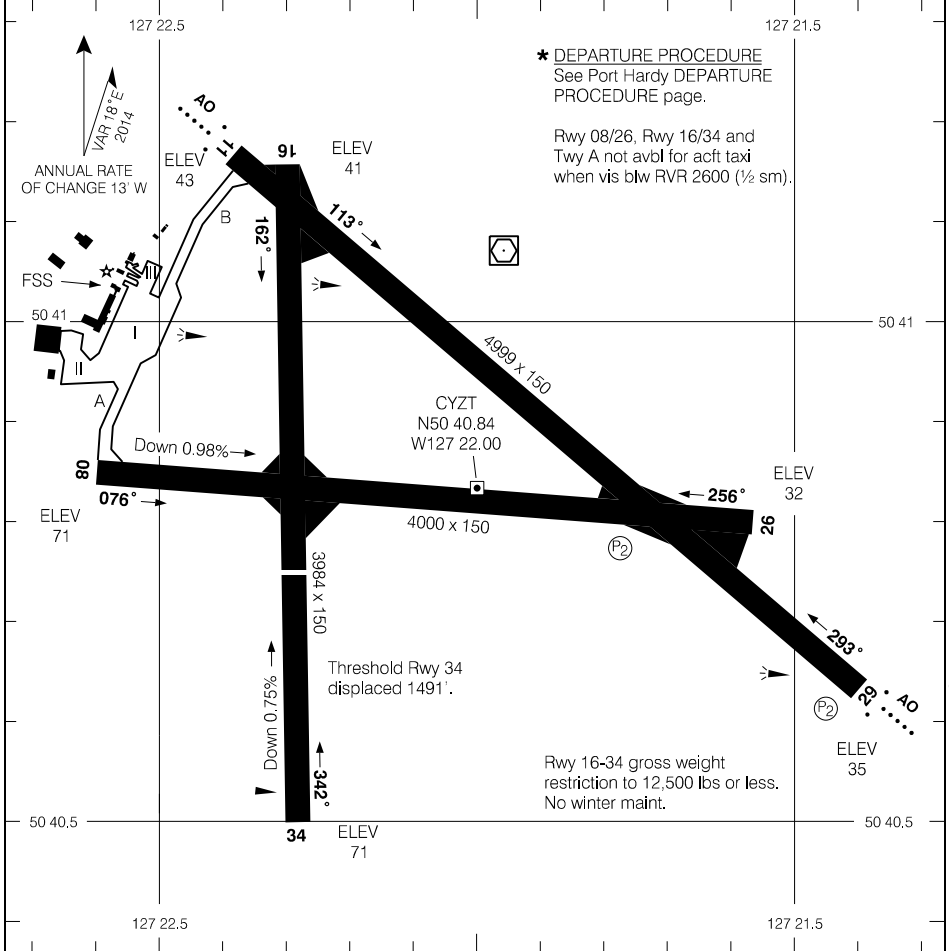 127 22.5
127 21.5
* DEPARTURE PROCEDURE
See Port Hardy DEPARTURE
PROCEDURE page.
VAR 18°E
2014
ANNUAL RATE
OF CHANGE 13' W
AO
11
ELEV
43
16
ELEV
41
Rwy 08/26, Rwy 16/34 and
Twy A not avbl for acft taxi
when vis blw RVR 2600 (½ sm).
B
162°
113°
FSS
III
50 41
50 41
I
II
4999 x 150
A
CYZT
N50 40.84
W127 22.00
Down 0.98%
08
076°
ELEV
71
4000 x 150
256°
ELEV
32
26
P2
3984 x 150
Threshold Rwy 34
displaced 1491'.
Down 0.75%
342°
293°
29
AO
P2
ELEV
35
Rwy 16-34 gross weight
restriction to 12,500 lbs or less.
No winter maint.
50 40.5
50 40.5
34
ELEV
71
127 22.5
127 21.5